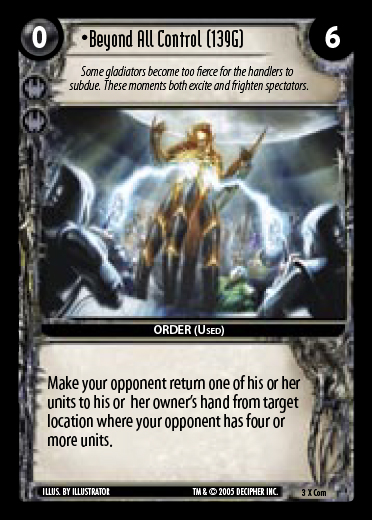 0
•Beyond All Control (139G)
6
Some gladiators become too fierce for the handlers to
subdue. These moments both excite and frighten spectators.
ORDER (USED)
Make your opponent return one of his or her
units to his or her owner's hand from target
location where your opponent has four or
more units.
ILLUS. BY ILLUSTRATOR
TM & © 2005 DECIPHER INC.
3 X Com